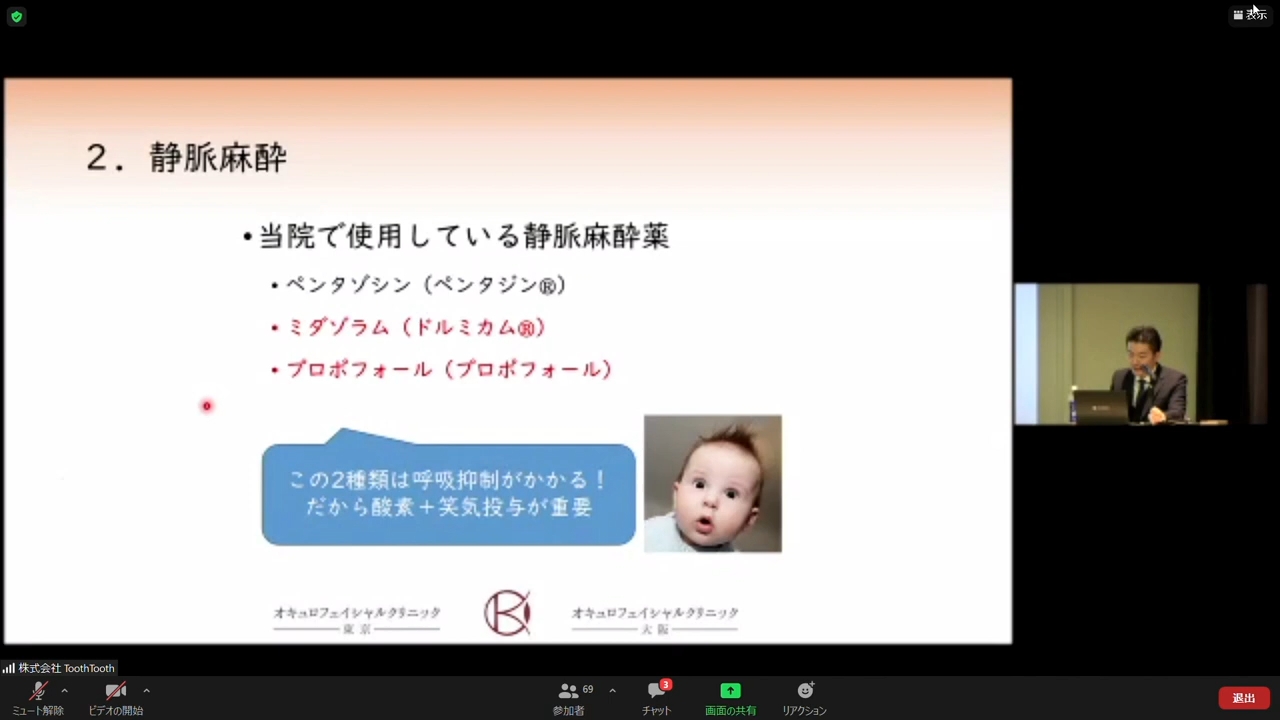 表示
2．静脈麻酔
•当院で使用している静脈麻酔薬
•ペンタゾシン（ペンタジン®）
•ミダゾラム（ドルミカム®）
•プロポフォール（プロポフォール）
この2種類は呼吸抑制がかかる！
だから酸素＋笑気投与が重要
オキュロフェイシャルクリニック
東京
オキュロフェイシャルクリニック
大阪
株式会社 ToothTooth
ミュート解除
ビデオの開始
69
参加者
3
チャット
画面の共有
リアクション
退出